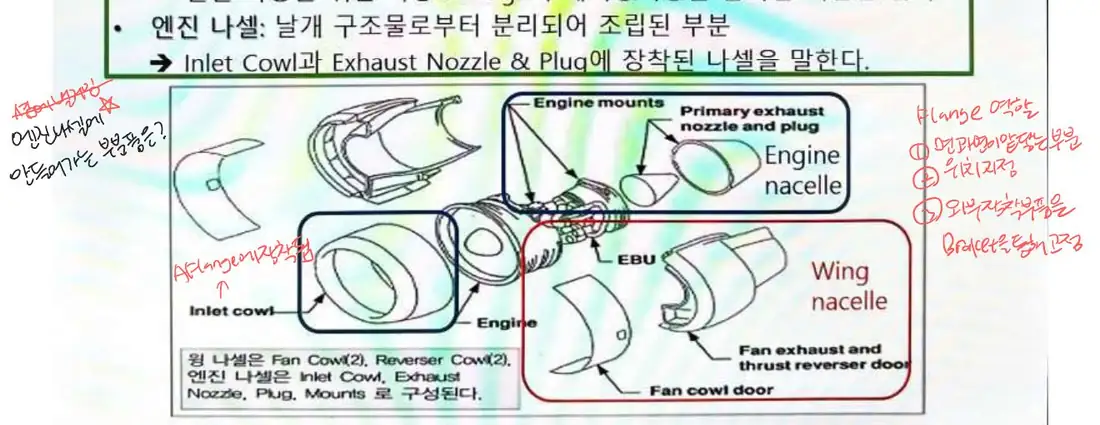 • 엔진 나셀: 날개 구조물로부터 분리되어 조립된 부분
→ Inlet Cowl과 Exhaust Nozzle & Plug에 장착된 나셀을 말한다.
엔진나셀에 ☆
안들어가는 부분품은?
A Flange에 장착됨
↑
Engine mounts
Primary exhaust
nozzle and plug
Engine
nacelle
EBU
Inlet cowl
Engine
Wing
nacelle
Fan exhaust and
thrust reverser door
Fan cowl door
윙 나셀은 Fan Cowl(2), Reverser Cowl(2),
엔진 나셀은 Inlet Cowl, Exhaust
Nozzle, Plug, Mounts 로 구성된다.
Flange 역할
① 면과면이맞닿는부분
② 위치지정
③ 외부장착부품을
Bracket을통해고정